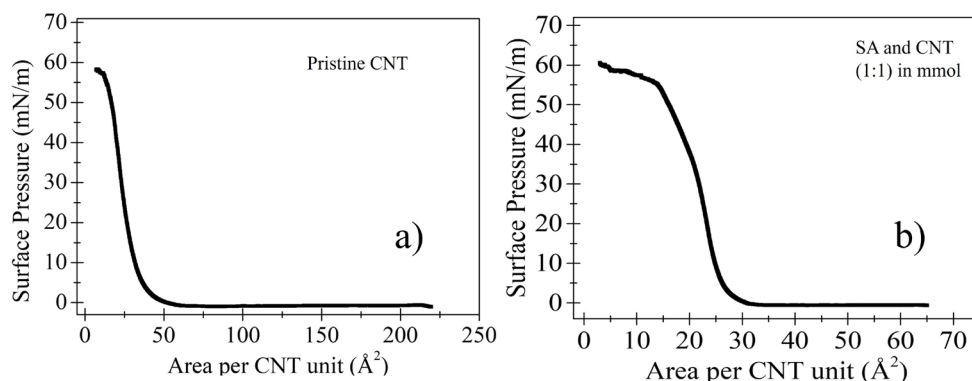 70
60
50
40
30
20
10
0
Surface Pressure (mN/m)
Pristine CNT
a)
0 50 100 150 200 250
Area per CNT unit (Å²)
70
60
50
40
30
20
10
0
Surface Pressure (mN/m)
SA and CNT
(1:1) in mmol
b)
0 10 20 30 40 50 60 70
Area per CNT unit (Å²)